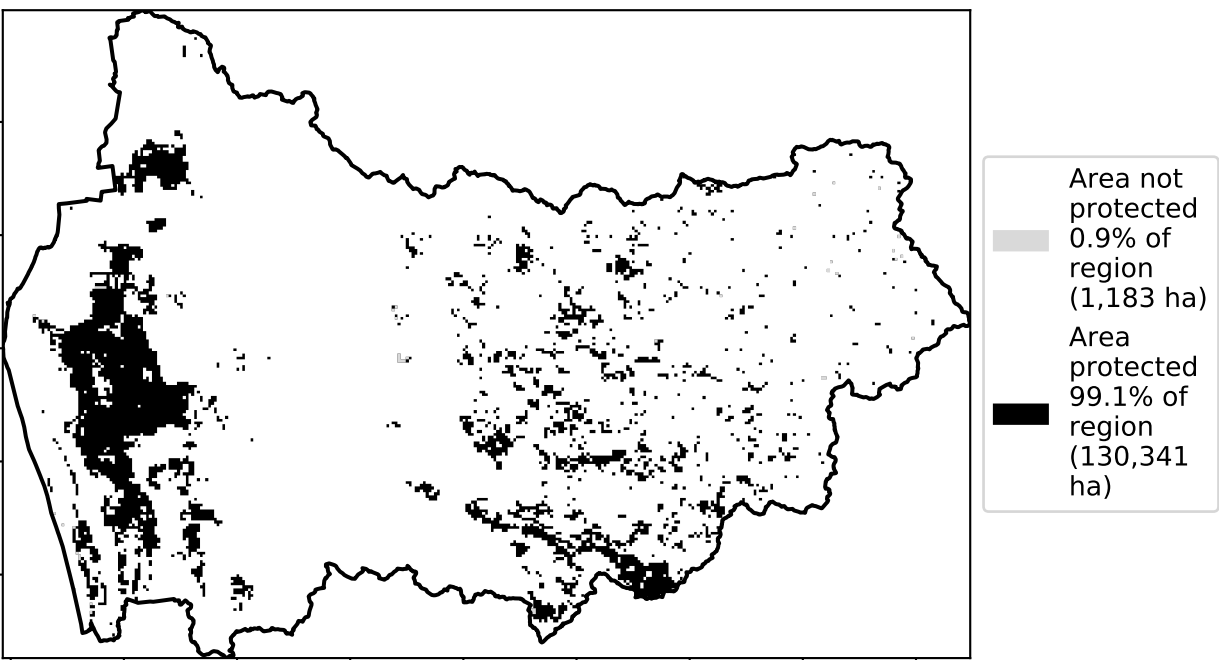 Area not
protected
0.9% of
region
(1,183 ha)
Area
protected
99.1% of
region
(130,341
ha)